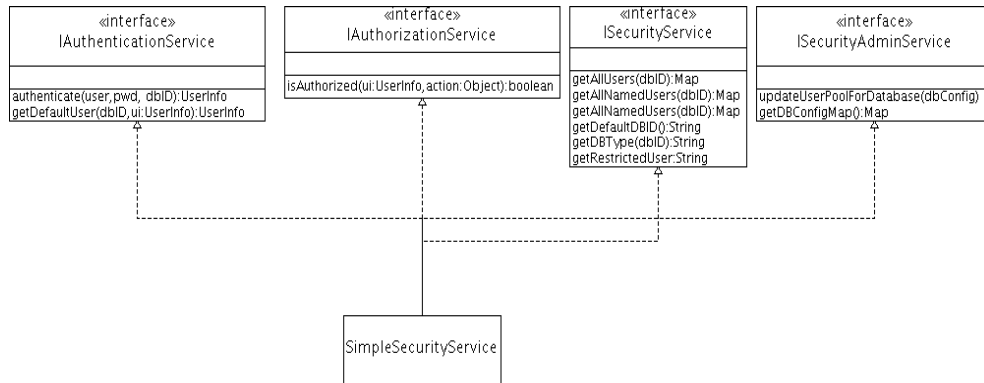 «interface»
IAuthenticationService
authenticate(user,pwd, dbID):UserInfo
getDefaultUser(dbID,ui:UserInfo):UserInfo
«interface»
IAuthorizationService
isAuthorized(ui:UserInfo,action:Object):boolean
«interface»
ISecurityService
getAllUsers(dbID):Map
getAllNamedUsers(dbID):Map
getAllNamedUsers(dbID):Map
getDefaultDBID():String
getDBType(dbID):String
getRestrictedUser:String
«interface»
ISecurityAdminService
updateUserPoolForDatabase(dbConfig)
getDBConfigMap():Map
SimpleSecurityService